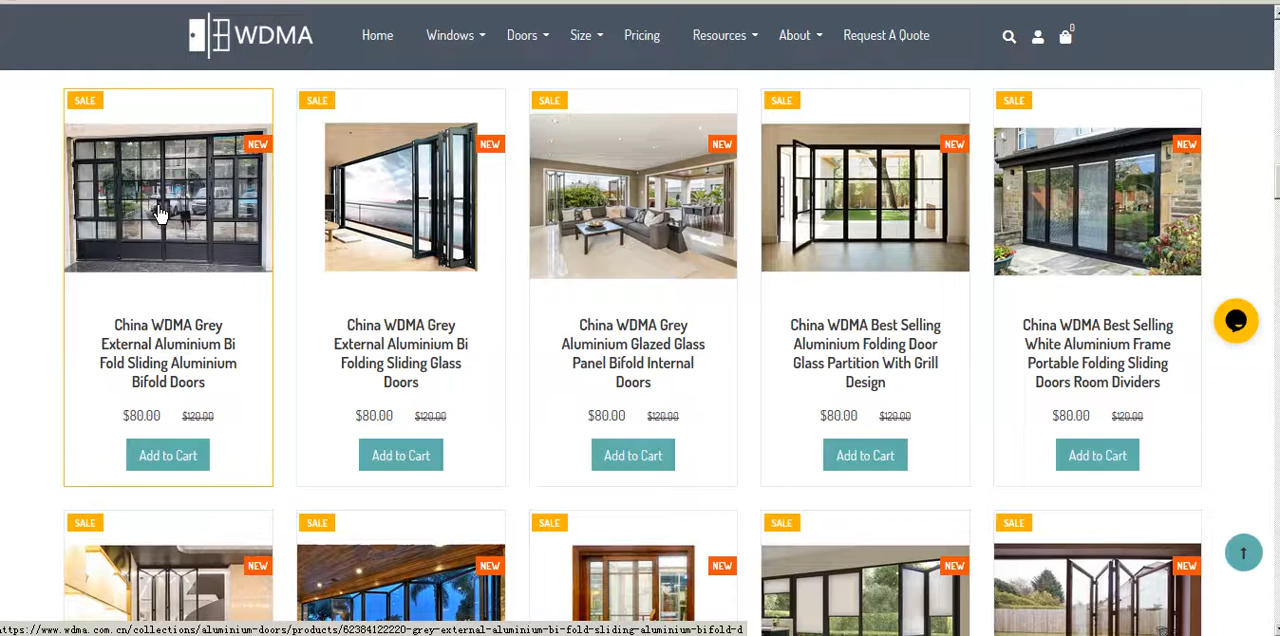 WDMA
Home Windows Doors Size Pricing Resources About Request A Quote
0
SALE SALE SALE SALE SALE
NEW NEW NEW NEW NEW
China WDMA Grey
External Aluminium Bi
Fold Sliding Aluminium
Bifold Doors
$80.00 $120.00
Add to Cart
China WDMA Grey
External Aluminium Bi
Folding Sliding Glass
Doors
$80.00 $120.00
Add to Cart
China WDMA Grey
Aluminium Glazed Glass
Panel Bifold Internal
Doors
$80.00 $120.00
Add to Cart
China WDMA Best Selling
Aluminium Folding Door
Glass Partition With Grill
Design
$80.00 $120.00
Add to Cart
China WDMA Best Selling
White Aluminium Frame
Portable Folding Sliding
Doors Room Dividers
$80.00 $120.00
Add to Cart
SALE SALE SALE SALE SALE
NEW NEW NEW NEW NEW
https://www.wdma.com.cn/collections/aluminium-doors/products/62384122220-grey-external-aluminium-bi-fold-sliding-aluminium-bifold-d